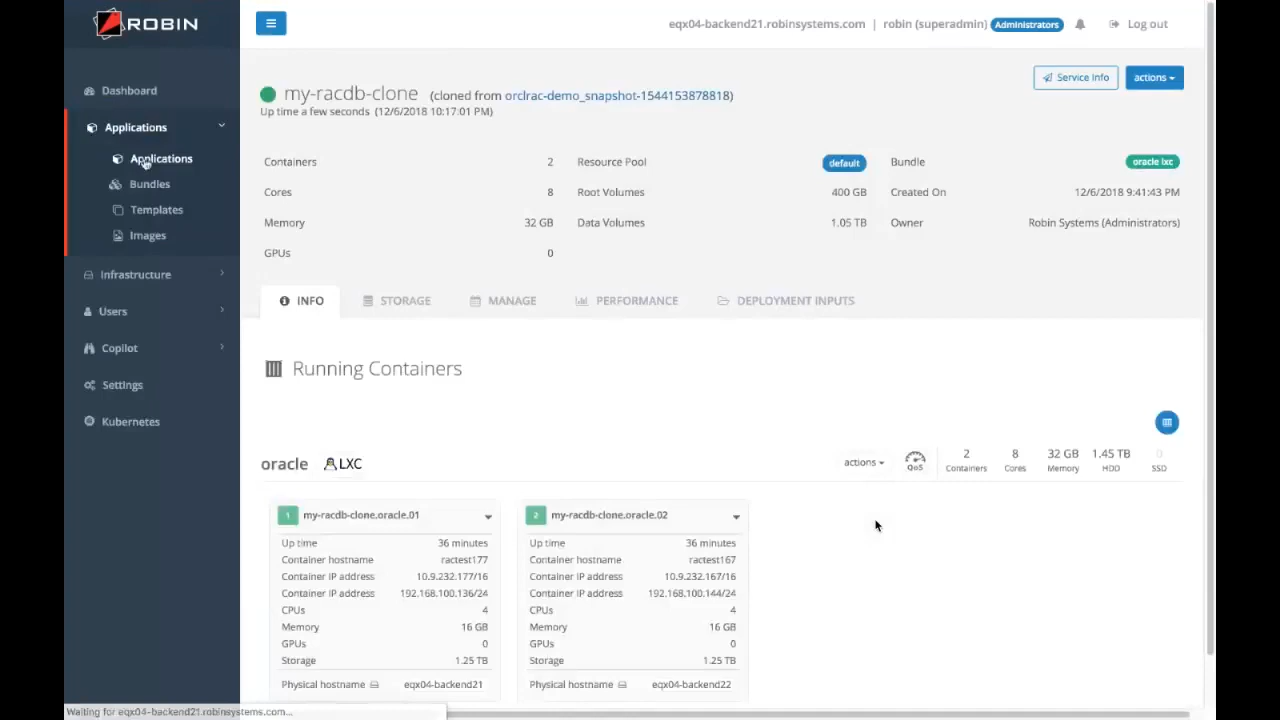 ROBIN
eqx04-backend21.robinsystems.com | robin (superadmin) Administrators Log out
Dashboard
Applications
Applications
Bundles
Templates
Images
Infrastructure
Users
Copilot
Settings
Kubernetes
my-racdb-clone (cloned from orclrac-demo_snapshot-1544153878818)
Up time a few seconds (12/6/2018 10:17:01 PM)
Service Info actions
Containers 2 Resource Pool default Bundle oracle lxc
Cores 8 Root Volumes 400 GB Created On 12/6/2018 9:41:43 PM
Memory 32 GB Data Volumes 1.05 TB Owner Robin Systems (Administrators)
GPUs 0
INFO STORAGE MANAGE PERFORMANCE DEPLOYMENT INPUTS
Running Containers
oracle LXC actions QoS
2 8 32 GB 1.45 TB 0
Containers Cores Memory HDD SSD
1 my-racdb-clone.oracle.01
Up time 36 minutes
Container hostname ractest177
Container IP address 10.9.232.177/16
Container IP address 192.168.100.136/24
CPUs 4
Memory 16 GB
GPUs 0
Storage 1.25 TB
Physical hostname eqx04-backend21
2 my-racdb-clone.oracle.02
Up time 36 minutes
Container hostname ractest167
Container IP address 10.9.232.167/16
Container IP address 192.168.100.144/24
CPUs 4
Memory 16 GB
GPUs 0
Storage 1.25 TB
Physical hostname eqx04-backend22
Waiting for eqx04-backend21.robinsystems.com...